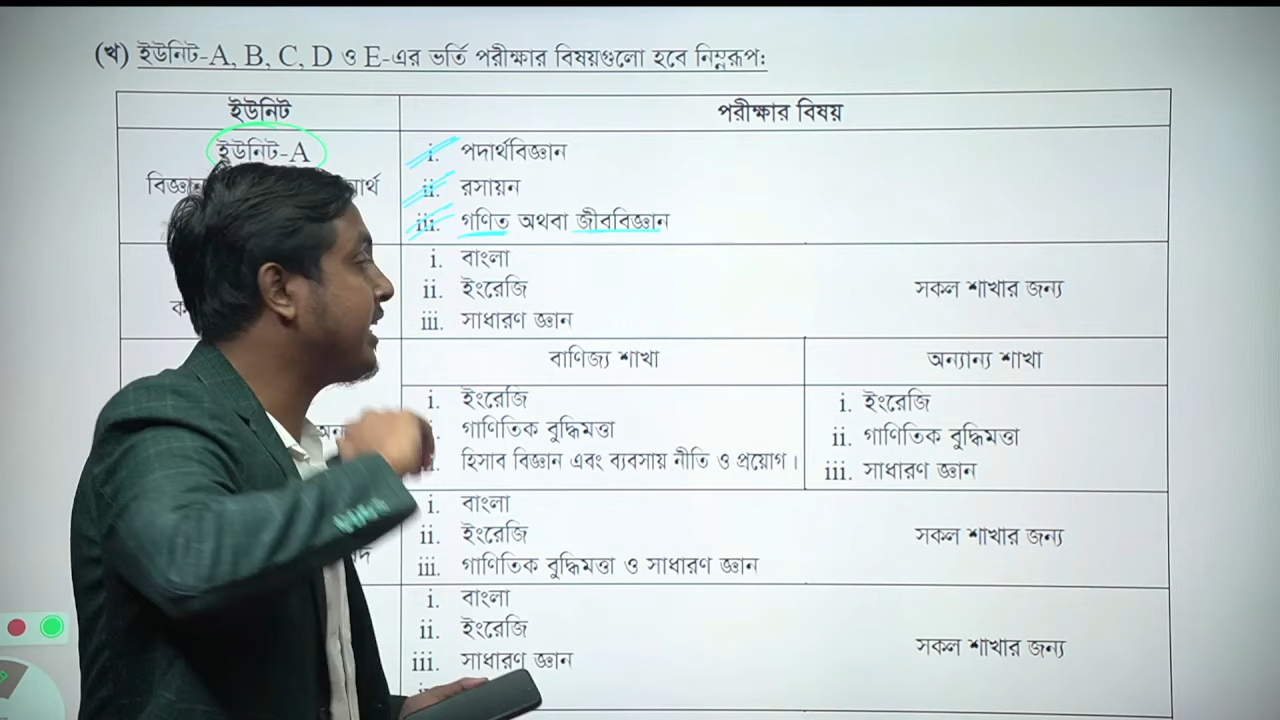 (খ) ইউনিট-A, B, C, D ও E-এর ভর্তি পরীক্ষার বিষয়গুলো হবে নিম্নরূপঃ
ইউনিট
পরীক্ষার বিষয়
ইউনিট-A
i. পদার্থবিজ্ঞান
ii. রসায়ন
iii. গণিত অথবা জীববিজ্ঞান
i. বাংলা
ii. ইংরেজি
iii. সাধারণ জ্ঞান
সকল শাখার জন্য
বাণিজ্য শাখা
i. ইংরেজি
গাণিতিক বুদ্ধিমত্তা
হিসাব বিজ্ঞান এবং ব্যবসায় নীতি ও প্রয়োগ।
অন্যান্য শাখা
i. ইংরেজি
ii. গাণিতিক বুদ্ধিমত্তা
iii. সাধারণ জ্ঞান
i. বাংলা
ii. ইংরেজি
iii. গাণিতিক বুদ্ধিমত্তা ও সাধারণ জ্ঞান
সকল শাখার জন্য
i. বাংলা
ii. ইংরেজি
iii. সাধারণ জ্ঞান
সকল শাখার জন্য